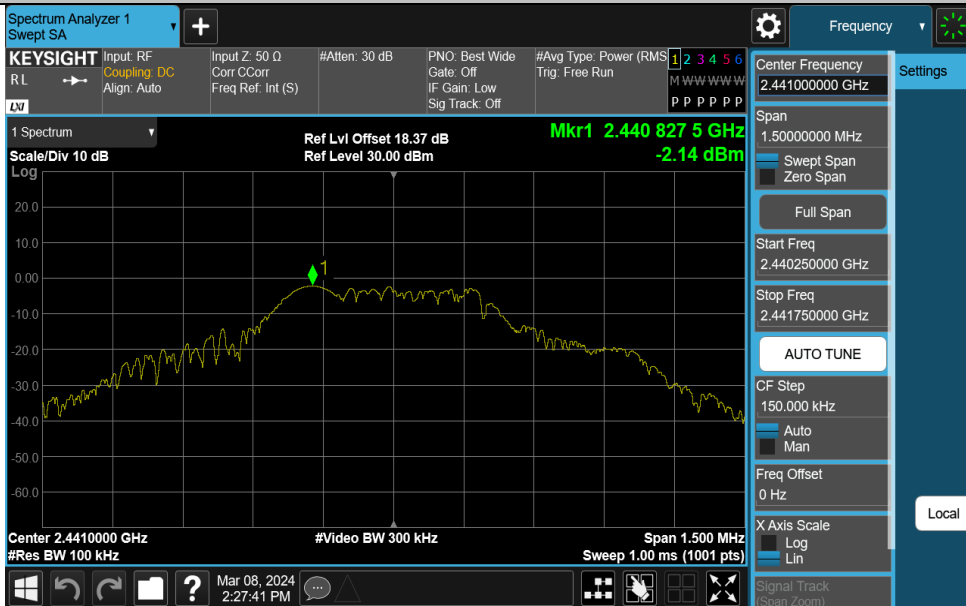 Spectrum Analyzer 1
Swept SA
Frequency
KEYSIGHT
RL
LXI
Input: RF
Coupling: DC
Align: Auto
Input Z: 50 Ω
Corr CCorr
Freq Ref: Int (S)
#Atten: 30 dB
PNO: Best Wide
Gate: Off
IF Gain: Low
Sig Track: Off
#Avg Type: Power (RMS
Trig: Free Run
1 2 3 4 5 6
M W W W W W
P P P P P P
1 Spectrum
Scale/Div 10 dB
Ref Lvl Offset 18.37 dB
Ref Level 30.00 dBm
Mkr1 2.440 827 5 GHz
-2.14 dBm
Log
20.0
10.0
0.00
-10.0
-20.0
-30.0
-40.0
-50.0
-60.0
1
Center 2.4410000 GHz
#Res BW 100 kHz
#Video BW 300 kHz
Span 1.500 MHz
Sweep 1.00 ms (1001 pts)
Center Frequency
2.441000000 GHz
Span
1.50000000 MHz
Swept Span
Zero Span
Full Span
Start Freq
2.440250000 GHz
Stop Freq
2.441750000 GHz
AUTO TUNE
CF Step
150.000 kHz
Auto
Man
Freq Offset
0 Hz
X Axis Scale
Log
Lin
Signal Track
(Span Zoom)
Settings
Local
?
Mar 08, 2024
2:27:41 PM